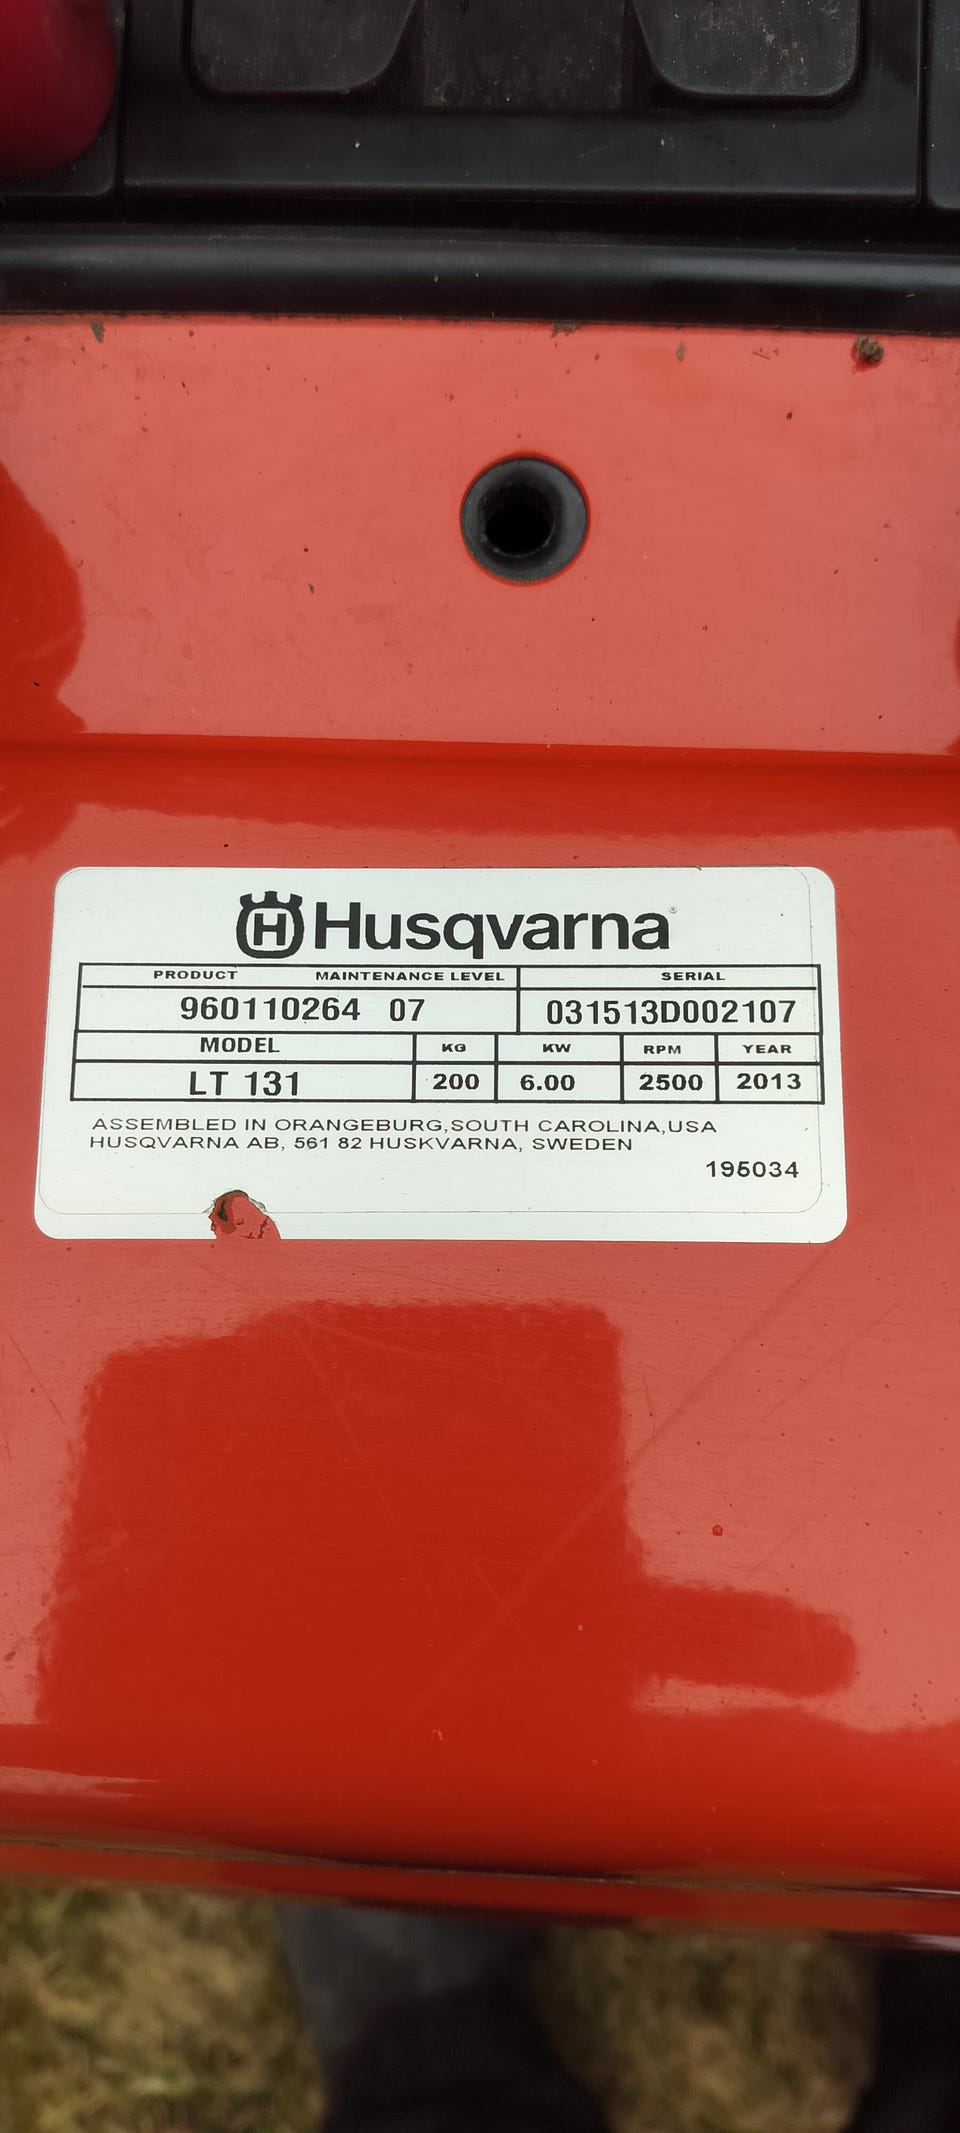 Husqvarna®
PRODUCT MAINTENANCE LEVEL SERIAL
960110264 07 031513D002107
MODEL KG KW RPM YEAR
LT 131 200 6.00 2500 2013
ASSEMBLED IN ORANGEBURG,SOUTH CAROLINA,USA
HUSQVARNA AB, 561 82 HUSKVARNA, SWEDEN
195034